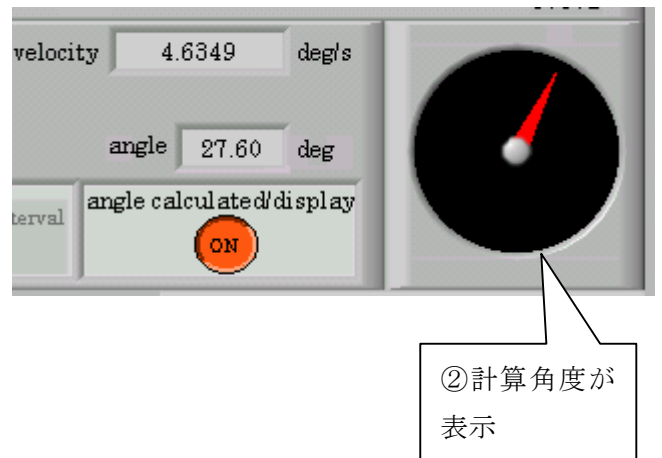 velocity 4.6349 deg/s
angle 27.60 deg
terval
angle calculated/display
ON
②計算角度が
表示